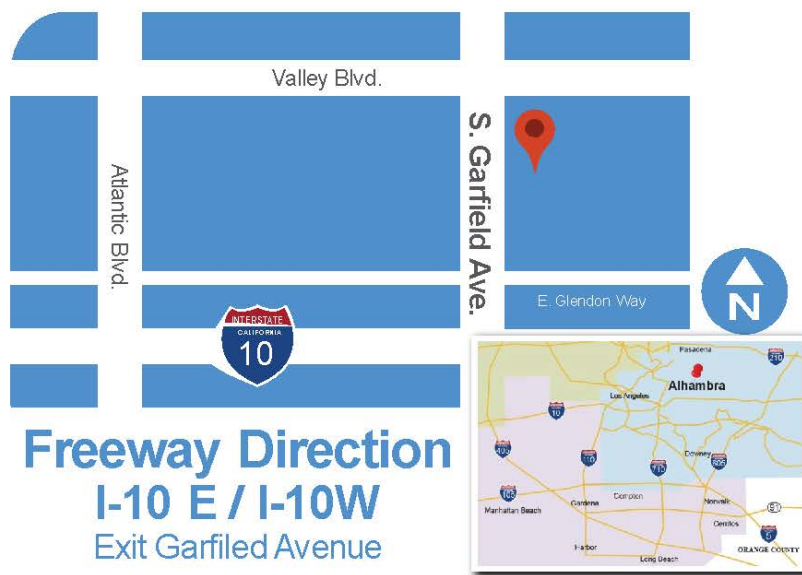 Valley Blvd.
Atlantic Blvd.
S. Garfield Ave.
E. Glendon Way
N
INTERSTATE
CALIFORNIA
10
Freeway Direction
I-10 E / I-10W
Exit Garfiled Avenue
Pasadena
210
Alhambra
Los Angeles
10
405
110
710
Downey
605
105
Manhattan Beach
Gardena
Compton
Norwalk
91
Cerritos
5
ORANGE COUNTY
Harbor
Long Beach